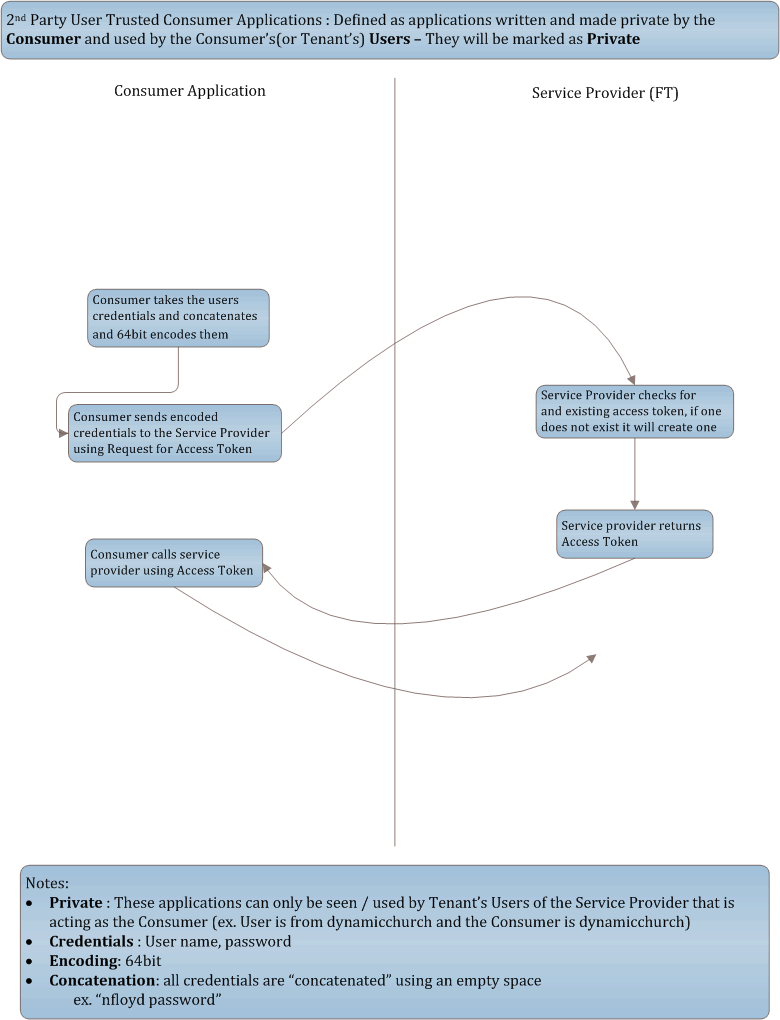 2nd Party User Trusted Consumer Applications : Defined as applications written and made private by the
Consumer and used by the Consumer's(or Tenant's) Users – They will be marked as Private
Consumer Application
Service Provider (FT)
Consumer takes the users
credentials and concatenates
and 64bit encodes them
Consumer sends encoded
credentials to the Service Provider
using Request for Access Token
Service Provider checks for
and existing access token, if one
does not exist it will create one
Service provider returns
Access Token
Consumer calls service
provider using Access Token
Notes:
• Private : These applications can only be seen / used by Tenant's Users of the Service Provider that is
acting as the Consumer (ex. User is from dynamicchurch and the Consumer is dynamicchurch)
• Credentials : User name, password
• Encoding: 64bit
• Concatenation: all credentials are “concatenated” using an empty space
ex. “nfloyd password”